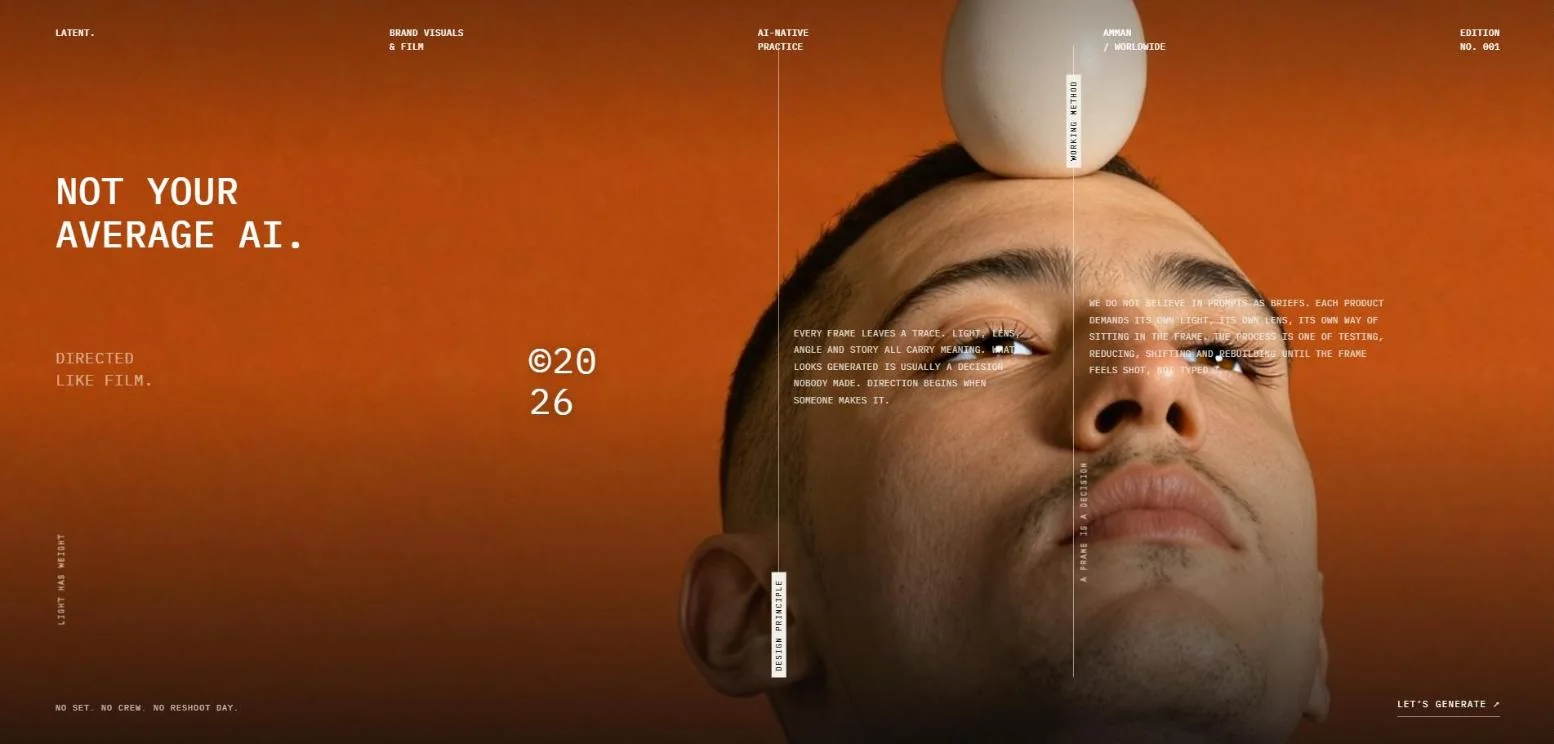 LATENT.
BRAND VISUALS
& FILM
AI-NATIVE
PRACTICE
AMMAN
/ WORLDWIDE
EDITION
NO. 001
NOT YOUR
AVERAGE AI.
DIRECTED
LIKE FILM.
©20
26
WORKING METHOD
WE DO NOT BELIEVE IN PROMPTS AS BRIEFS. EACH PRODUCT
DEMANDS ITS OWN LIGHT, ITS OWN LENS, ITS OWN WAY OF
SITTING IN THE FRAME. THE PROCESS IS ONE OF TESTING,
REDUCING, SHIFTING AND REBUILDING UNTIL THE FRAME
FEELS SHOT, NOT TYPED.
EVERY FRAME LEAVES A TRACE. LIGHT, LENS,
ANGLE AND STORY ALL CARRY MEANING. WHAT
LOOKS GENERATED IS USUALLY A DECISION
NOBODY MADE. DIRECTION BEGINS WHEN
SOMEONE MAKES IT.
A FRAME IS A DECISION
LIGHT HAS WEIGHT
DESIGN PRINCIPLE
NO SET. NO CREW. NO RESHOOT DAY.
LET'S GENERATE ↗